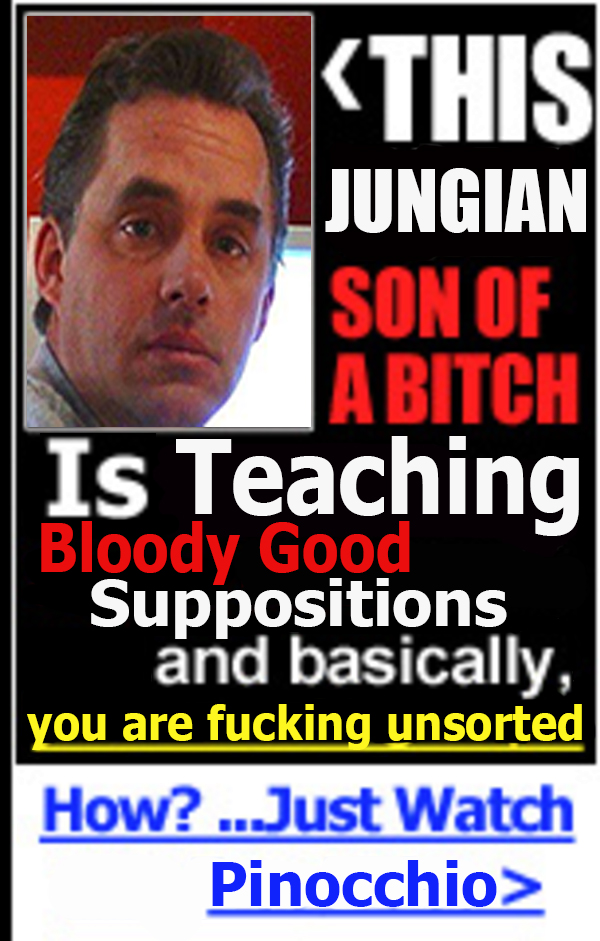 <THIS
JUNGIAN
SON OF
A BITCH
Is Teaching
Bloody Good
Suppositions
and basically,
you are fucking unsorted
How? ...Just Watch
Pinocchio>